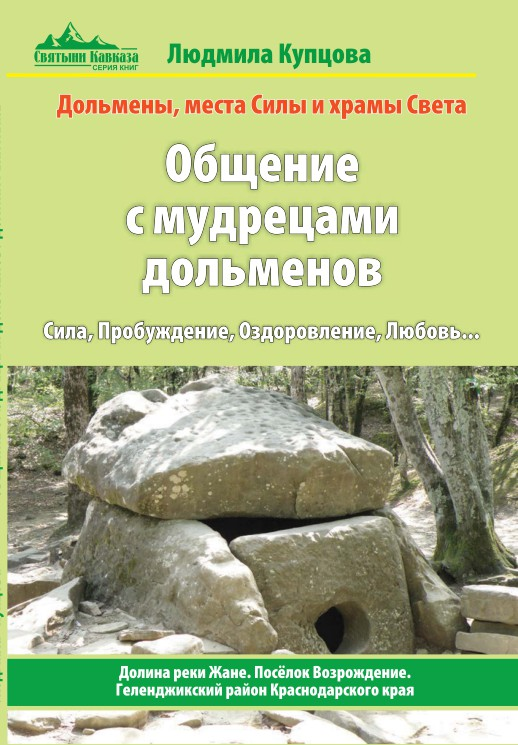 Святыни Кавказа
СЕРИЯ КНИГ
Людмила Купцова
Дольмены, места Силы и храмы Света
Общение
с мудрецами
дольменов
Сила, Пробуждение, Оздоровление, Любовь...
Долина реки Жане. Посёлок Возрождение.
Геленджикский район Краснодарского края